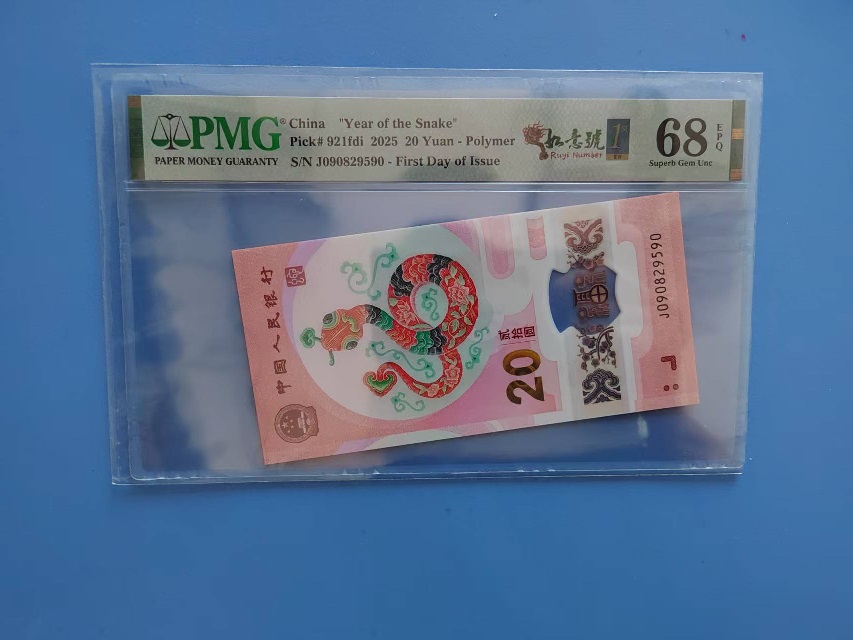 PMG®
PAPER MONEY GUARANTY
China "Year of the Snake"
Pick# 921fdi 2025 20 Yuan - Polymer
S/N J090829590 - First Day of Issue
如意號
Ruyi Number
1
68
EPQ
Superb Gem Unc
中国人民银行
贰拾圆
20
J090829590